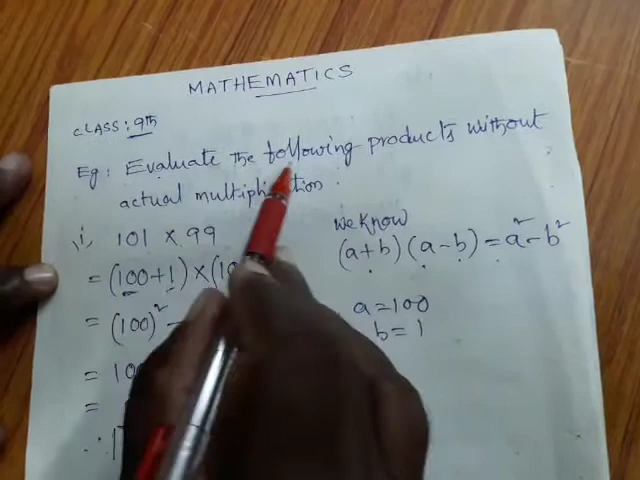 MATHEMATICS
CLASS: 9th
Eg: Evaluate the following products without
actual multiplication.
i, 101 × 99
= (100+1) × (10
= (100)² -
= 10
=
∴ 
we know
(a+b) (a-b) = a² - b²
a=100
b=1